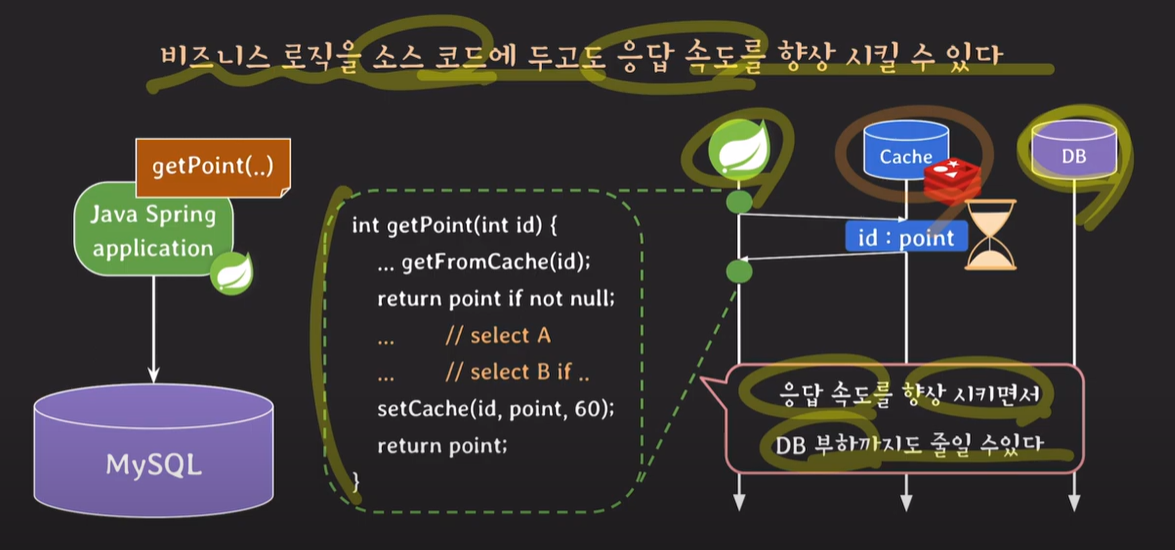 비즈니스 로직을 소스 코드에 두고도 응답 속도를 향상 시킬 수 있다
getPoint(..)
Java Spring
application
MySQL
int getPoint(int id) {
... getFromCache(id);
return point if not null;
... // select A
... // select B if ..
setCache(id, point, 60);
return point;
}
Cache
DB
id : point
응답 속도를 향상 시키면서
DB 부하까지도 줄일 수있다